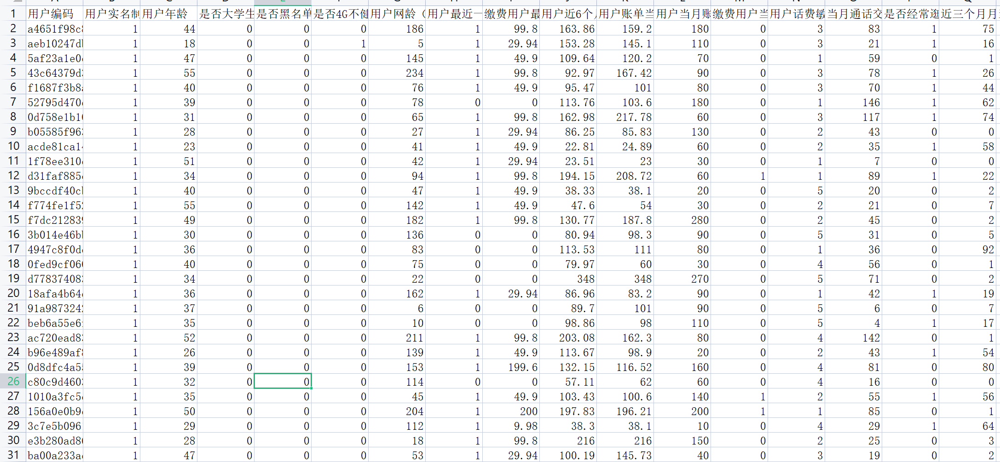 1 用户编码 用户实名制 用户年龄 是否大学生 是否黑名单 是否4G不健 用户网龄（ 用户最近一 缴费用户最 用户近6个 用户账单当 用户当月账 缴费用户当 用户话费敏 当月通话交 是否经常逛 近三个月月
2 a4651f98c 1 44 0 0 0 186 1 99.8 163.86 159.2 180 0 3 83 1 75
3 aeb10247d 1 18 0 0 1 5 1 29.94 153.28 145.1 110 0 3 21 1 16
4 5af23a1e0 1 47 0 0 0 145 1 49.9 109.64 120.2 70 0 1 59 0 1
5 43c64379d 1 55 0 0 0 234 1 99.8 92.97 167.42 90 0 3 78 1 26
6 f1687f3b8 1 40 0 0 0 76 1 49.9 95.47 101 80 0 3 70 1 44
7 52795d470 1 39 0 0 0 78 0 0 113.76 103.6 180 0 1 146 1 62
8 0d758e1b1 1 31 0 0 0 65 1 99.8 162.98 217.78 60 0 3 117 1 74
9 b05585f96 1 28 0 0 0 27 1 29.94 86.25 85.83 130 0 2 43 0 0
10 acde81ca1 1 23 0 0 0 41 1 49.9 22.81 24.89 60 0 2 35 1 58
11 1f78ee310 1 51 0 0 0 42 1 29.94 23.51 23 30 0 1 7 0 0
12 d31faf885 1 34 0 0 0 94 1 99.8 194.15 208.72 60 1 1 89 1 22
13 9bccdf40c 1 40 0 0 0 47 1 49.9 38.33 38.1 20 0 5 20 0 2
14 f774fe1f5 1 55 0 0 0 142 1 49.9 47.6 54 30 0 2 21 0 7
15 f7dc21283 1 49 0 0 0 182 1 99.8 130.77 187.8 280 0 2 45 0 2
16 3b014e46b 1 30 0 0 0 136 0 0 80.94 98.3 90 0 5 31 0 5
17 4947c8f0d 1 36 0 0 0 83 0 0 113.53 111 80 0 1 36 0 92
18 0fed9cf06 1 40 0 0 0 75 0 0 79.97 60 30 0 4 56 0 1
19 d77837408 1 34 0 0 0 22 0 0 348 348 270 0 5 71 0 2
20 18afa4b64 1 36 0 0 0 162 1 29.94 86.96 83.2 90 0 1 42 1 19
21 91a987324 1 37 0 0 0 6 0 0 89.7 101 90 0 5 6 0 7
22 beb6a55e6 1 35 0 0 0 10 0 0 98.86 98 110 0 5 4 1 17
23 ac720ead8 1 52 0 0 0 211 1 99.8 203.08 162.3 80 0 4 142 0 1
24 b96e489af 1 26 0 0 0 139 1 49.9 113.67 98.9 20 0 2 43 1 54
25 0d8dfc4a5 1 39 0 0 0 153 1 199.6 132.15 116.52 160 0 4 81 0 80
26 c80c9d460 1 32 0 0 0 114 0 0 57.11 62 60 0 4 16 0 0
27 1010a3fc5 1 35 0 0 0 45 1 49.9 103.43 100.6 140 1 2 55 1 56
28 156a0e0b9 1 50 0 0 0 204 1 200 197.83 196.21 200 1 1 85 0 1
29 3c7e5b096 1 29 0 0 0 112 1 9.98 38.3 38.1 10 0 4 29 1 64
30 e3b280ad8 1 28 0 0 0 18 1 99.8 216 216 150 0 2 25 0 3
31 ba00a233a 1 47 0 0 0 53 1 29.94 100.19 145.73 40 0 3 19 0 2